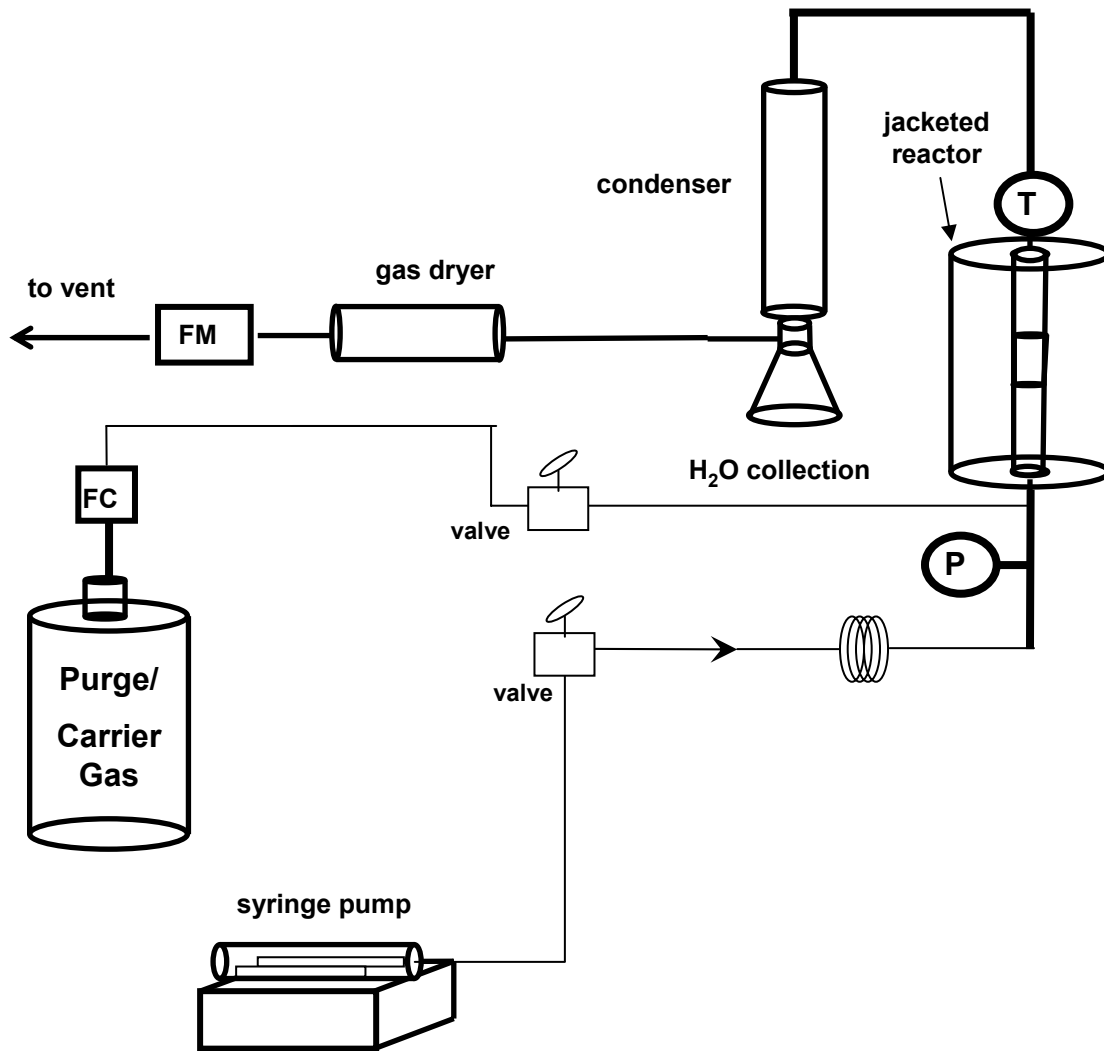 jacketed
reactor
condenser
T
gas dryer
to vent
FM
H₂O collection
FC
valve
P
Purge/
Carrier
Gas
valve
syringe pump